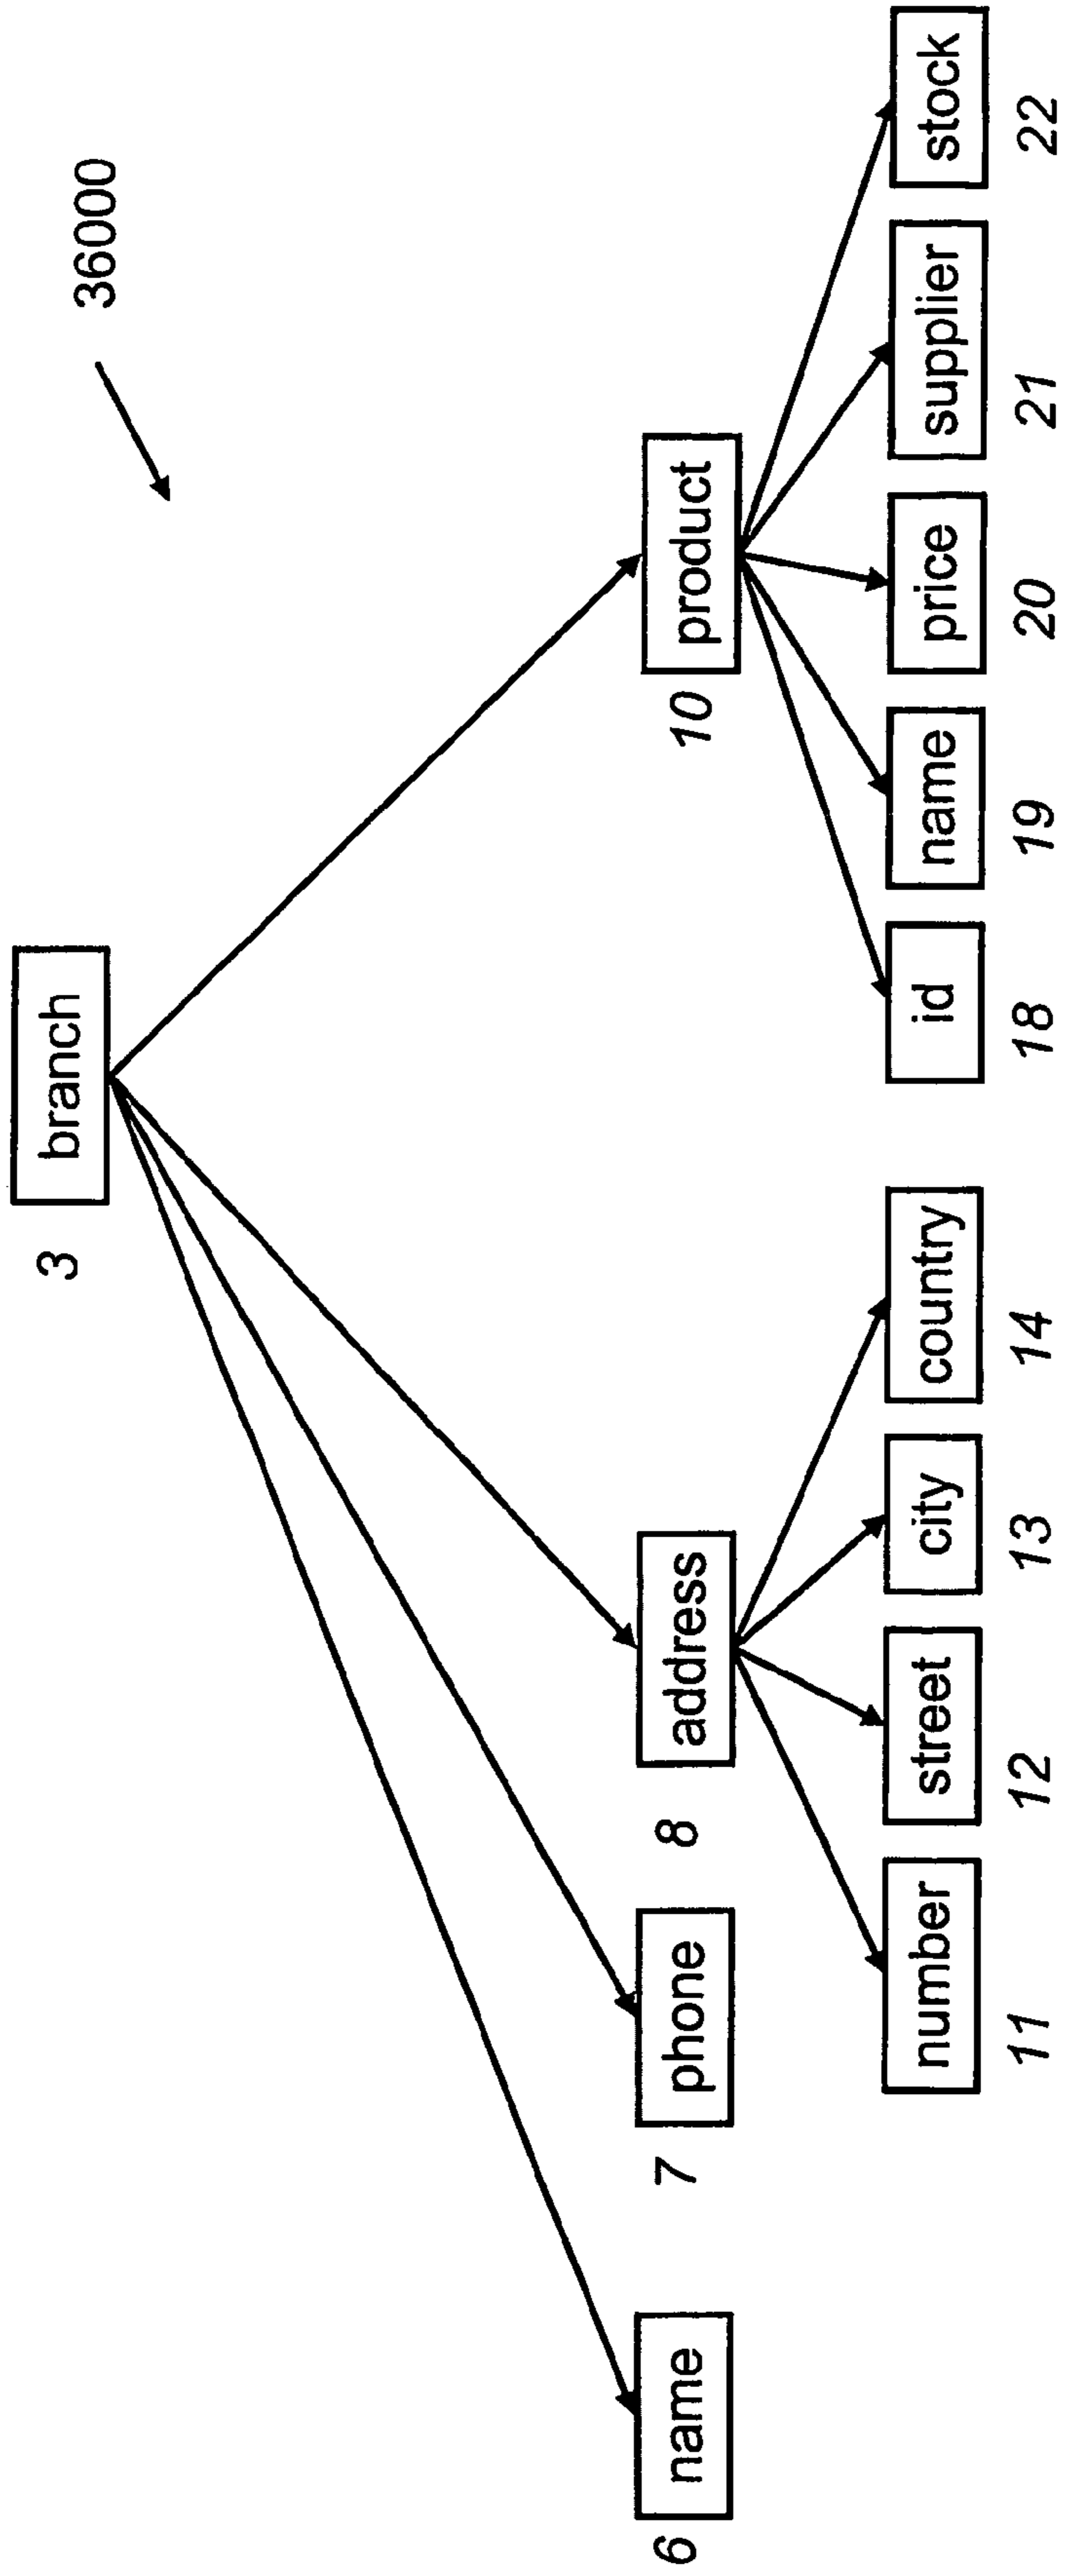 36000
branch
3
name
6
phone
7
address
8
product
10
number
11
street
12
city
13
country
14
id
18
name
19
price
20
supplier
21
stock
22